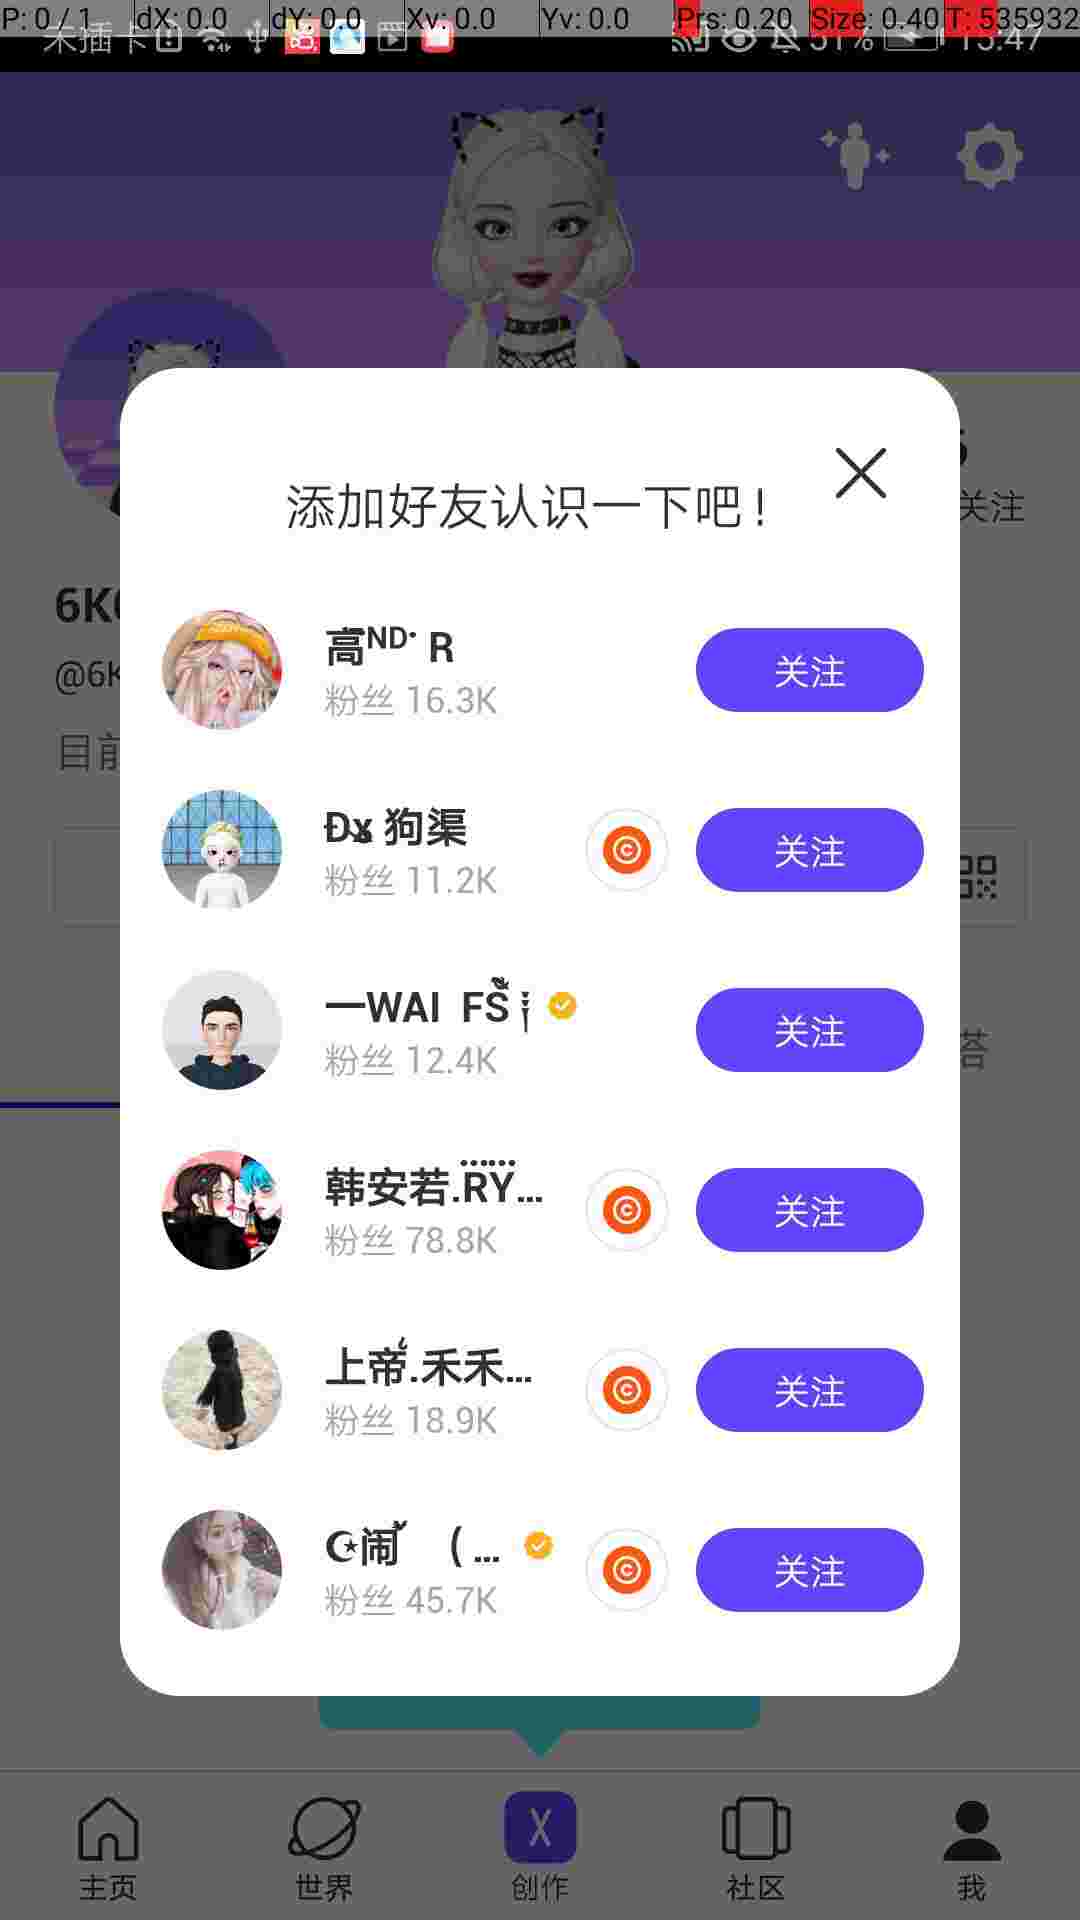 P: 0 / 1 dX: 0.0 dY: 0.0 Xv: 0.0 Yv: 0.0 Prs: 0.20 Size: 0.40 T: 535932
未插卡 51% 15:47
添加好友认识一下吧!
关注
6K
@6K
目前
高ᴺᴰ· R
粉丝 16.3K
关注
狗渠
粉丝 11.2K
关注
一WAI FS
粉丝 12.4K
关注
韩安若.RY...
粉丝 78.8K
关注
上帝.禾禾...
粉丝 18.9K
关注
☪闹 ( ...
粉丝 45.7K
关注
主页 世界 创作 社区 我